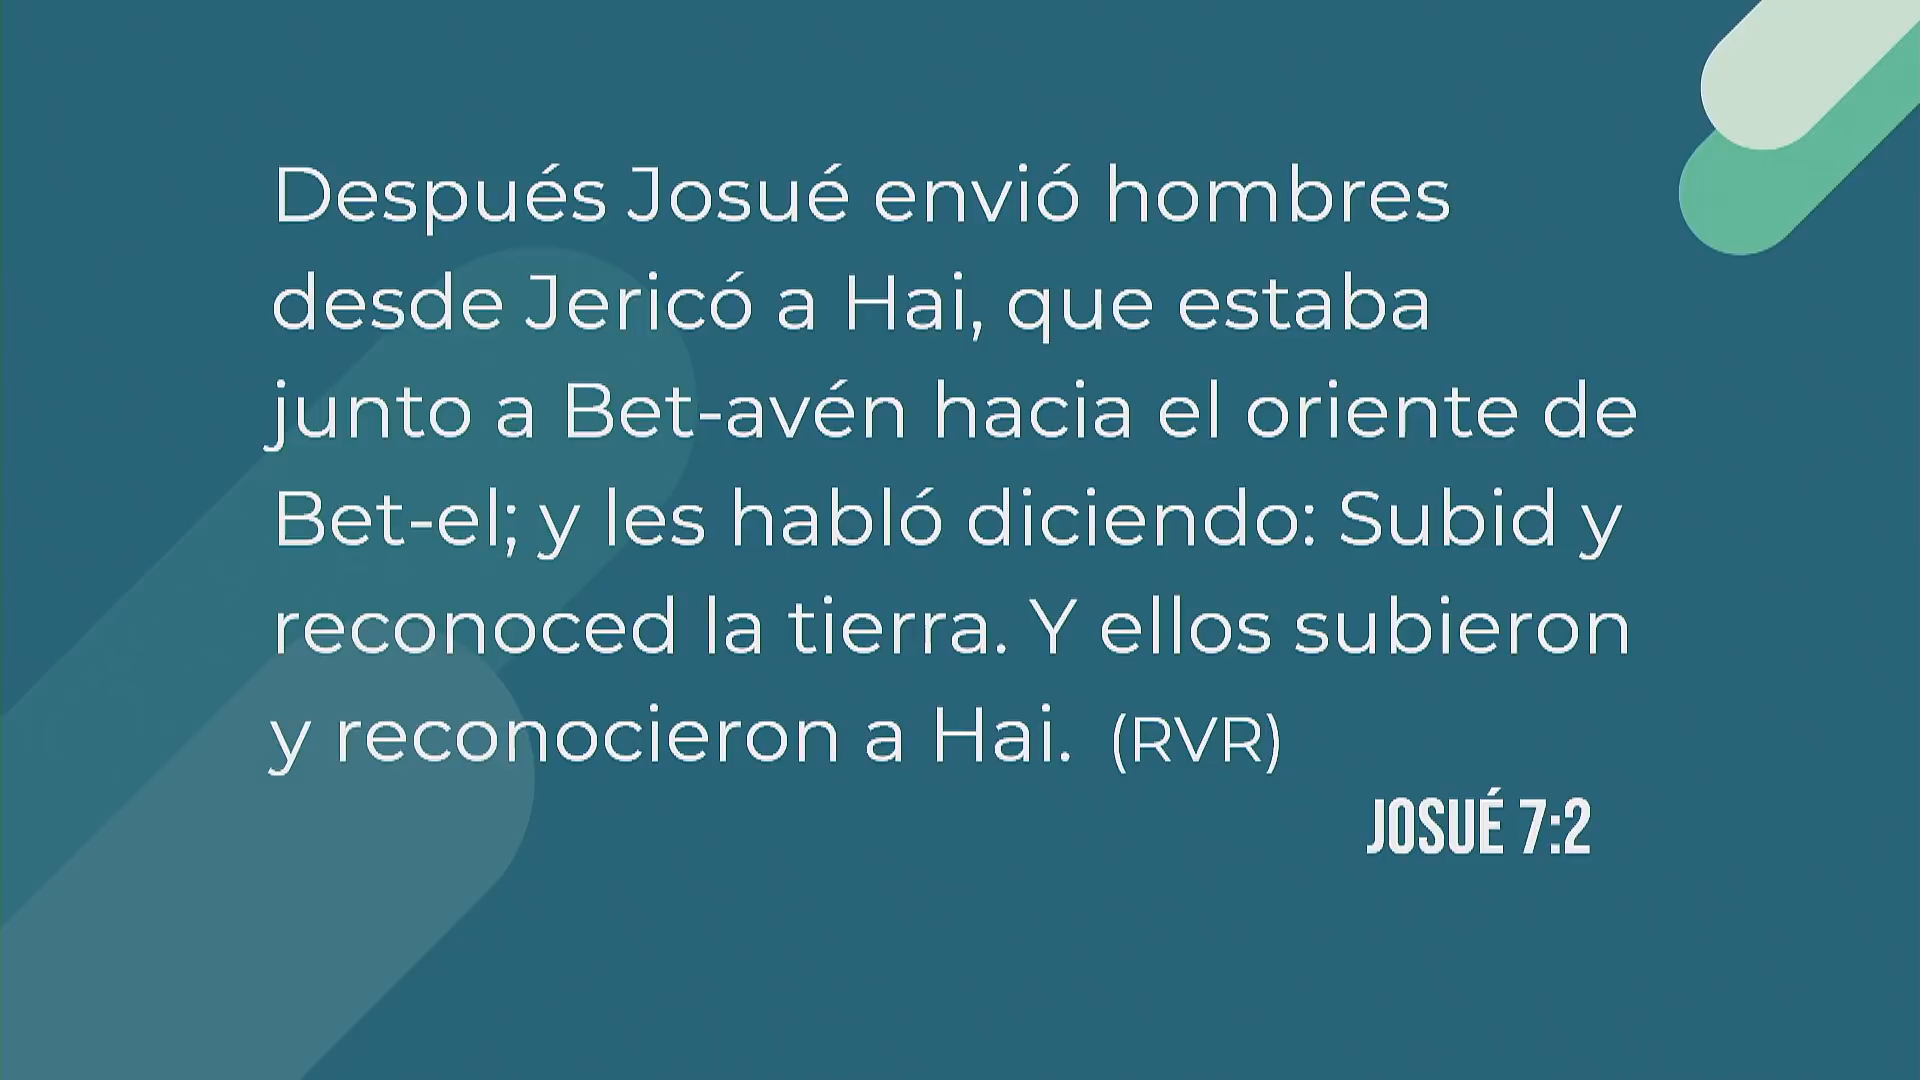 Después Josué envió hombres
desde Jericó a Hai, que estaba
junto a Bet-avén hacia el oriente de
Bet-el; y les habló diciendo: Subid y
reconoced la tierra. Y ellos subieron
y reconocieron a Hai. (RVR)
JOSUÉ 7:2